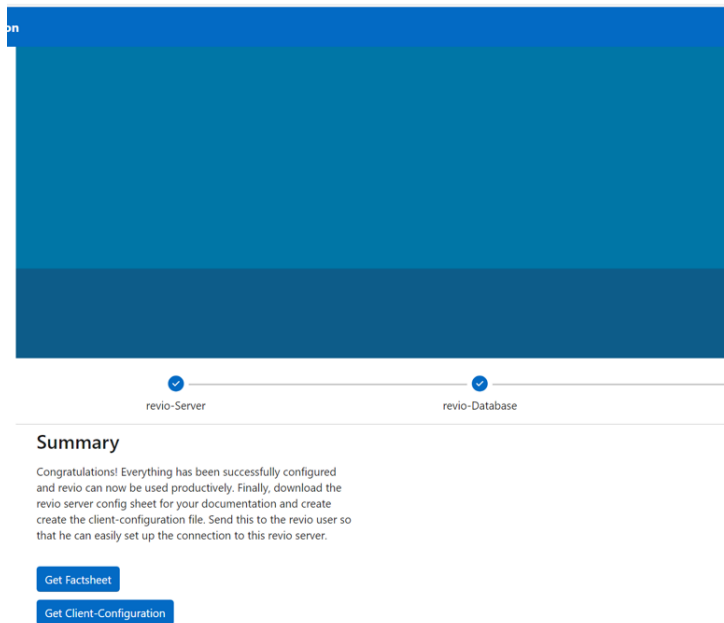 on
revio-Server
revio-Database
Summary
Congratulations! Everything has been successfully configured
and revio can now be used productively. Finally, download the
revio server config sheet for your documentation and create
create the client-configuration file. Send this to the revio user so
that he can easily set up the connection to this revio server.
Get Factsheet
Get Client-Configuration